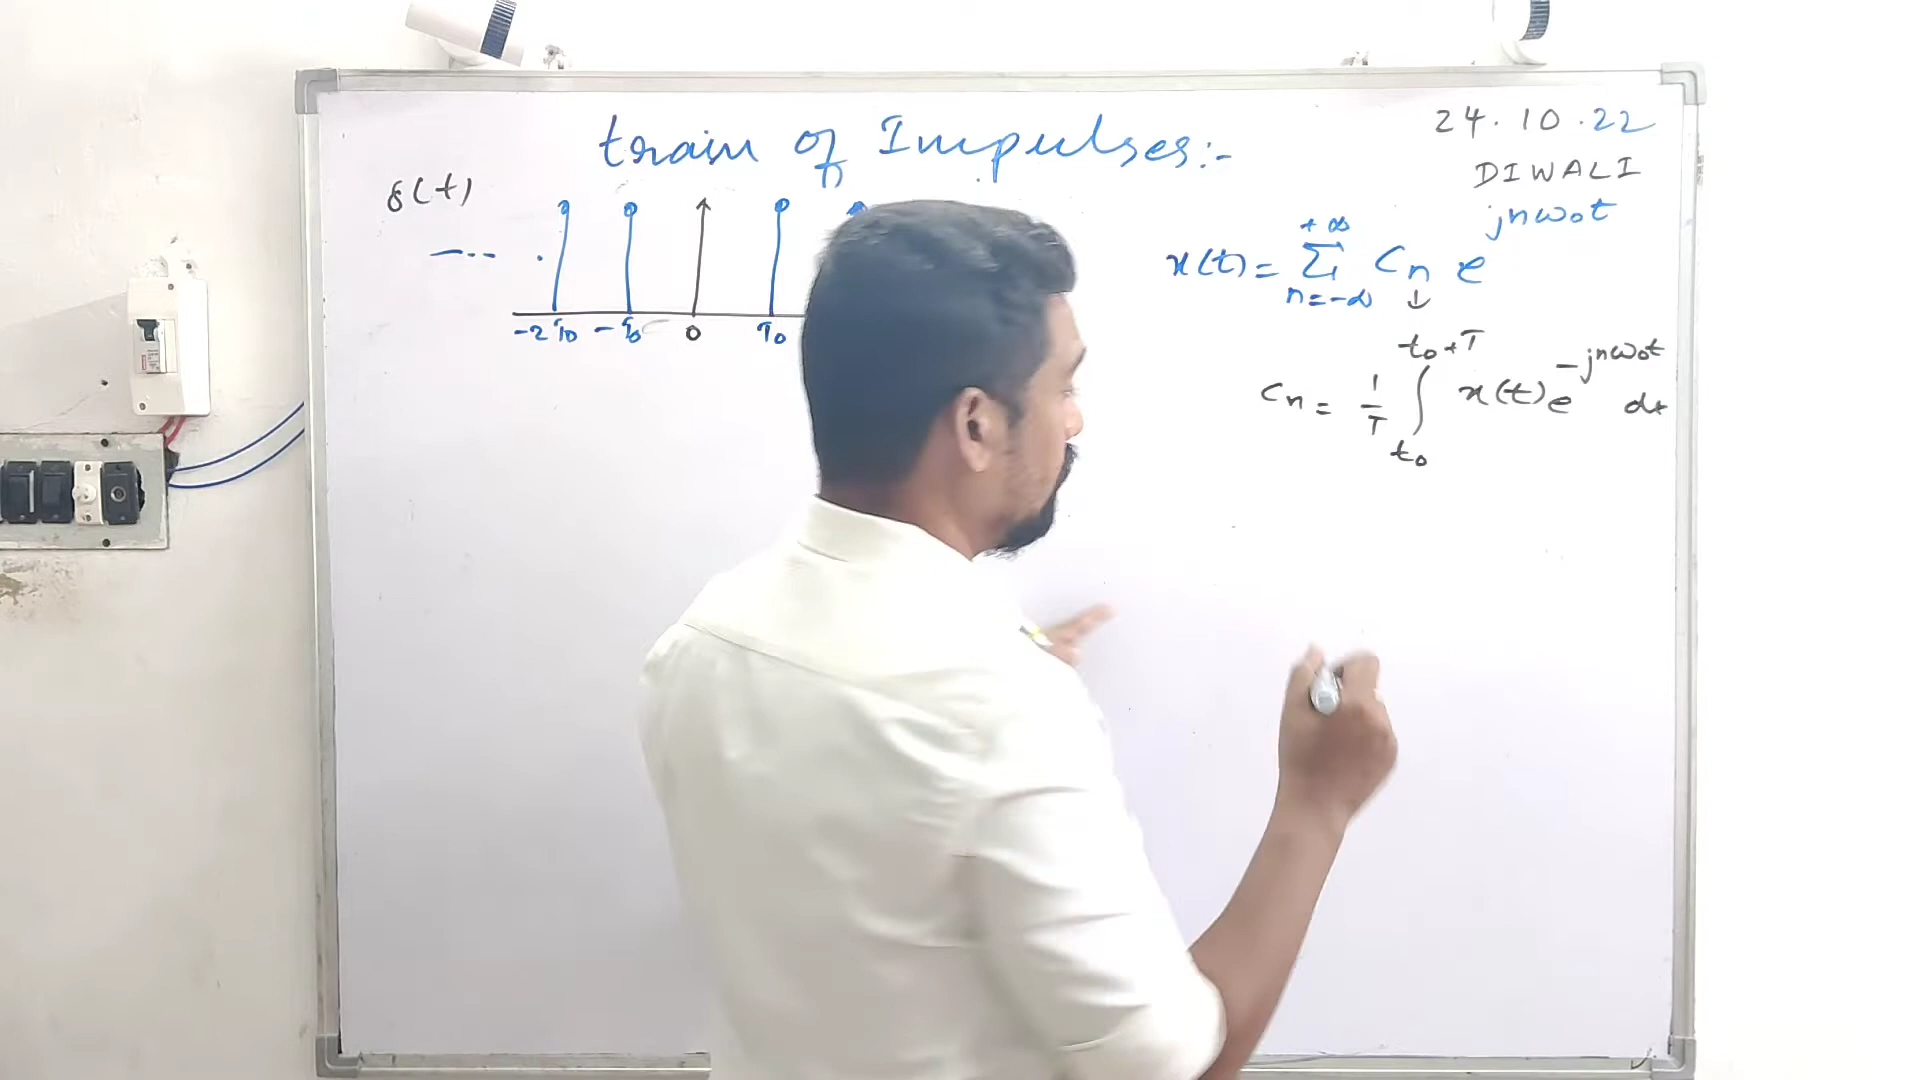 train of Impulses:-
24.10.22
DIWALI
δ(t)
-2T₀ -T₀ 0 T₀
x(t) = Σ Cₙ e^{jnω₀t}
+∞
n=-∞
↓
Cₙ = 1/T ∫ x(t) e^{-jnω₀t} dt
t₀+T
t₀